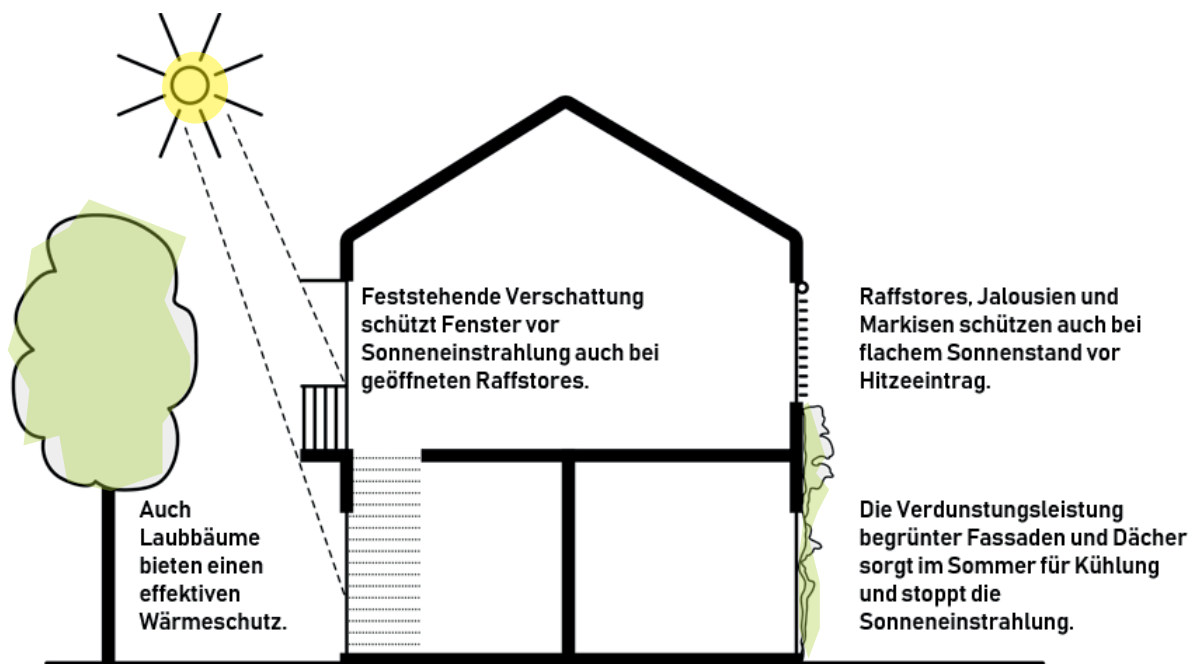 Feststehende Verschattung
schützt Fenster vor
Sonneneinstrahlung auch bei
geöffneten Raffstores.
Raffstores, Jalousien und
Markisen schützen auch bei
flachem Sonnenstand vor
Hitzeeintrag.
Auch
Laubbäume
bieten einen
effektiven
Wärmeschutz.
Die Verdunstungsleistung
begrünter Fassaden und Dächer
sorgt im Sommer für Kühlung
und stoppt die
Sonneneinstrahlung.